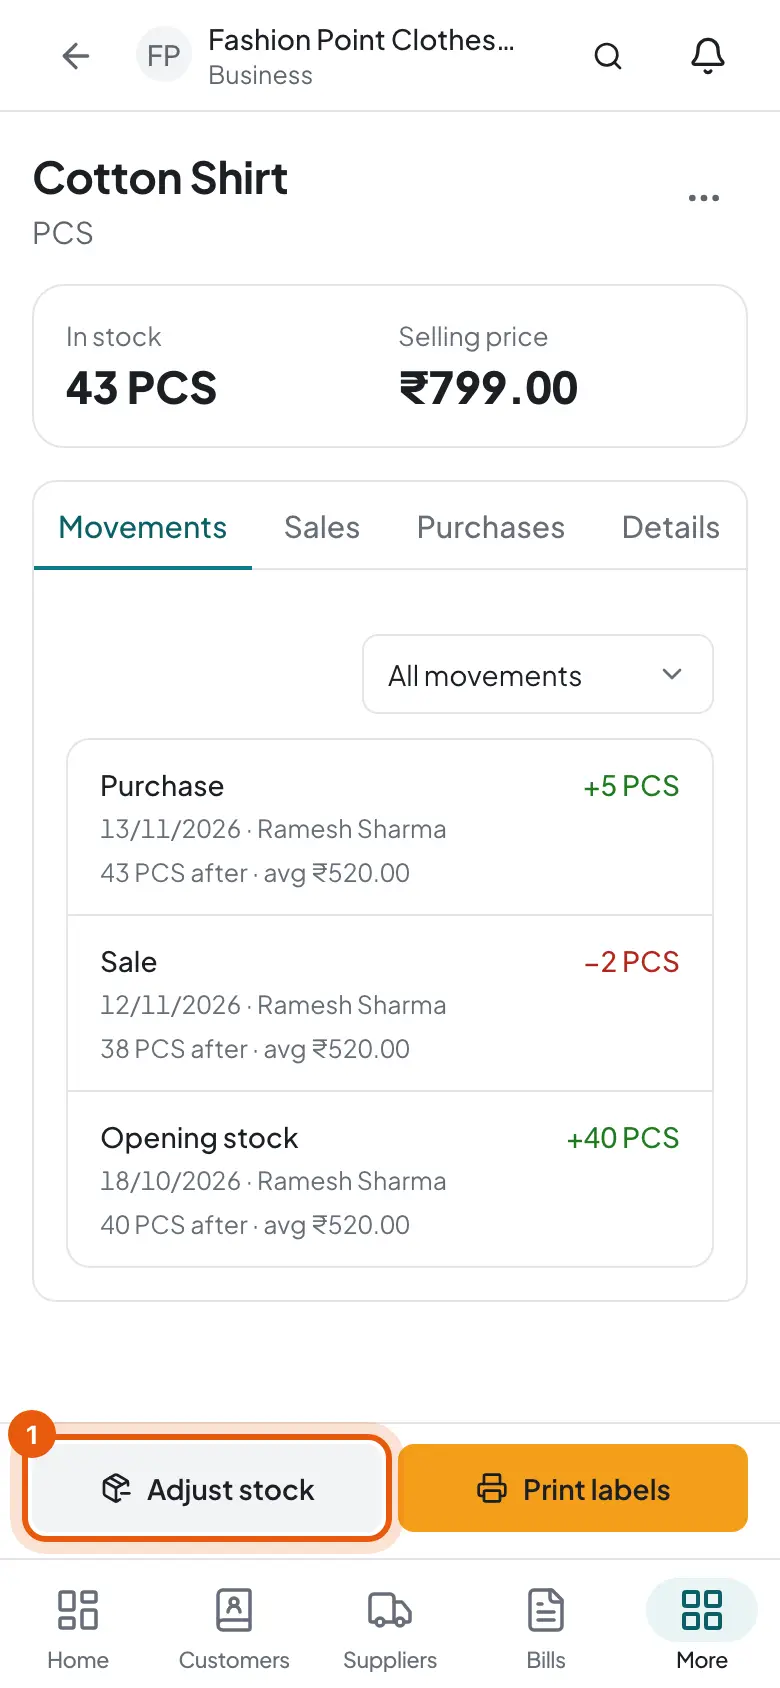 FP
Fashion Point Clothes...
Business
Cotton Shirt
PCS
In stock
Selling price
43 PCS
₹799.00
Movements
Sales
Purchases
Details
All movements
Purchase
+5 PCS
13/11/2026 · Ramesh Sharma
43 PCS after · avg ₹520.00
Sale
−2 PCS
12/11/2026 · Ramesh Sharma
38 PCS after · avg ₹520.00
Opening stock
+40 PCS
18/10/2026 · Ramesh Sharma
40 PCS after · avg ₹520.00
1
Adjust stock
Print labels
Home
Customers
Suppliers
Bills
More